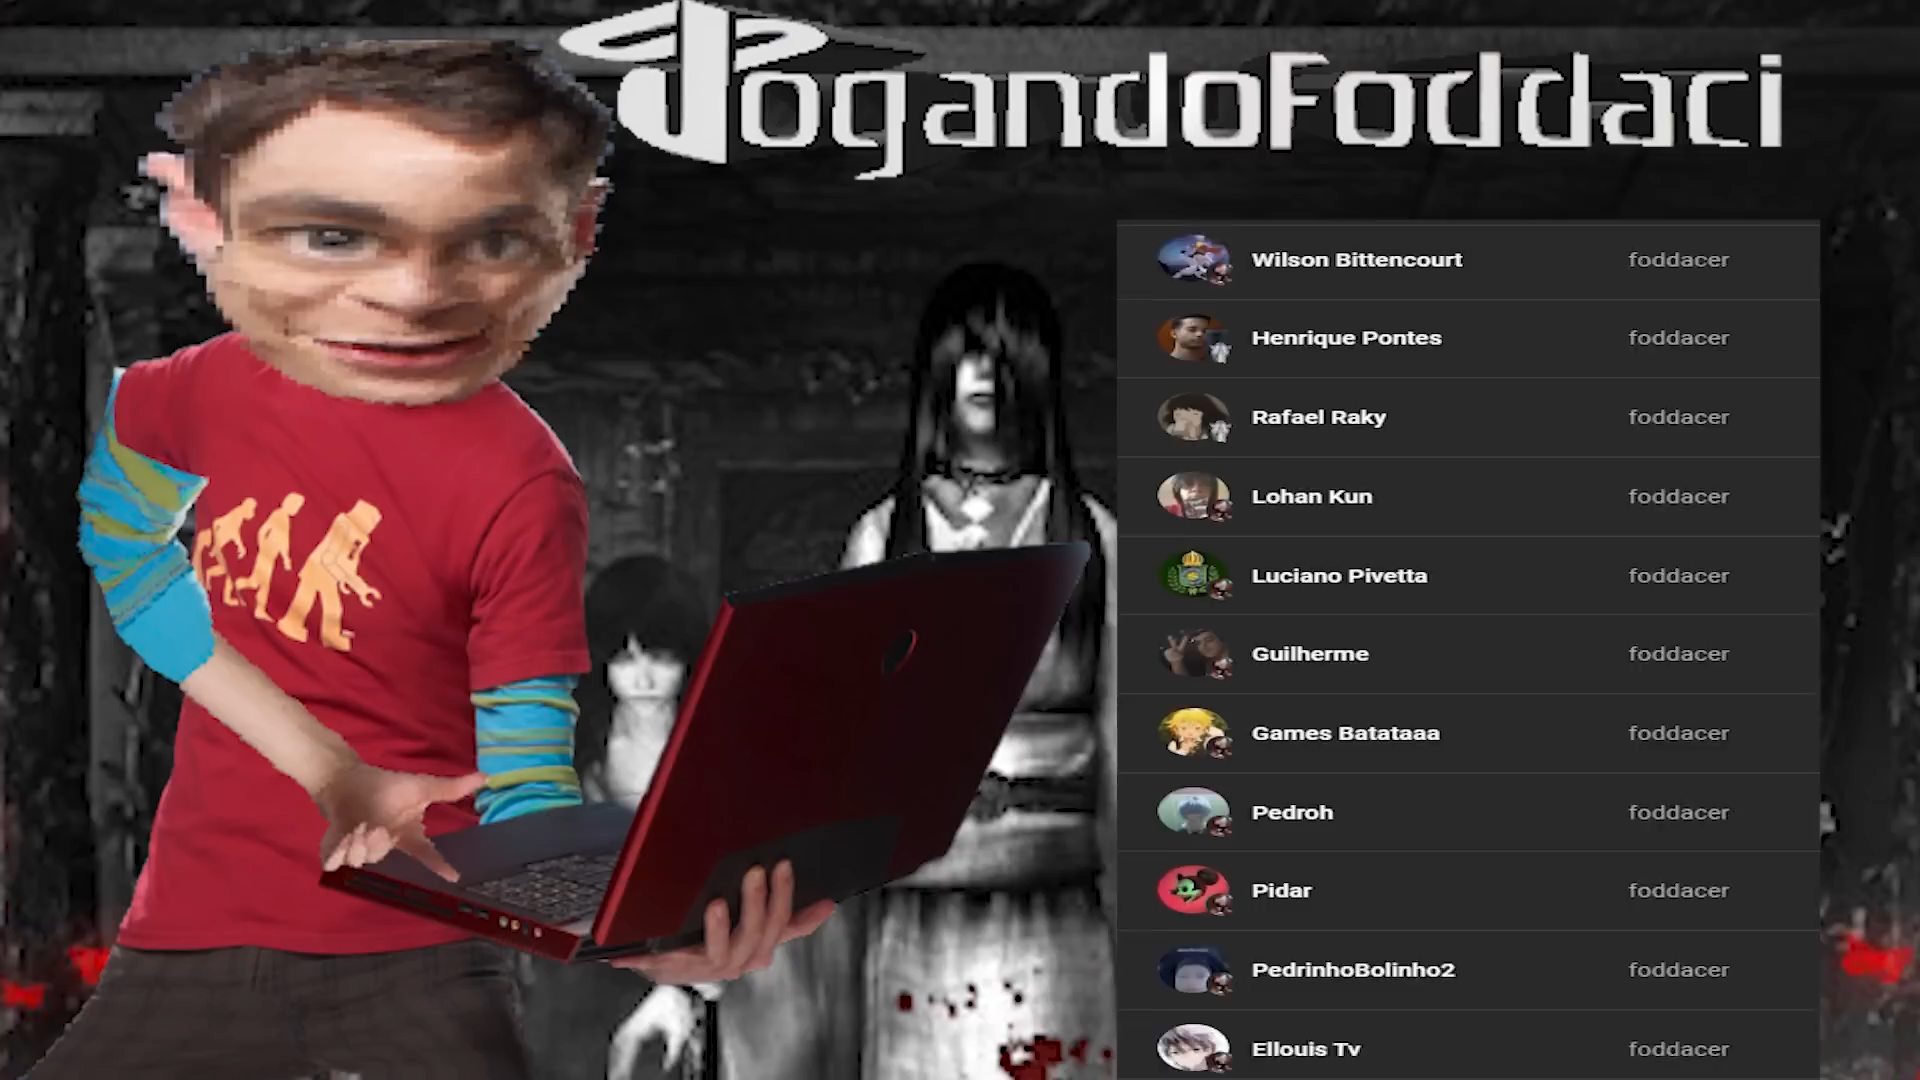 JogandoFoddaci
Wilson Bittencourt foddacer
Henrique Pontes foddacer
Rafael Raky foddacer
Lohan Kun foddacer
Luciano Pivetta foddacer
Guilherme foddacer
Games Batataaa foddacer
Pedroh foddacer
Pidar foddacer
PedrinhoBolinho2 foddacer
Ellouis Tv foddacer